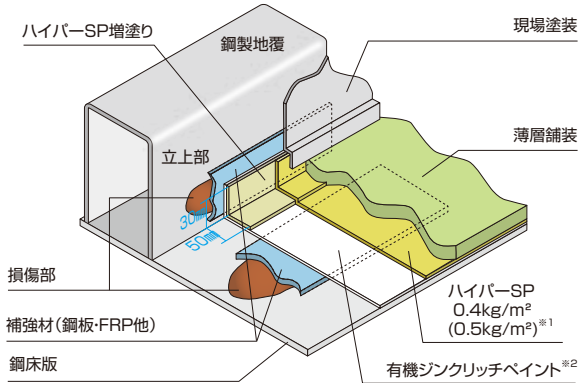 ハイパーSP増塗り
鋼製地覆
現場塗装
薄層舗装
立上部
30㎜
50㎜
損傷部
補強材（鋼板・FRP他）
鋼床版
ハイパーSP
0.4kg/m²
(0.5kg/m²)※1
有機ジンクリッチペイント※2